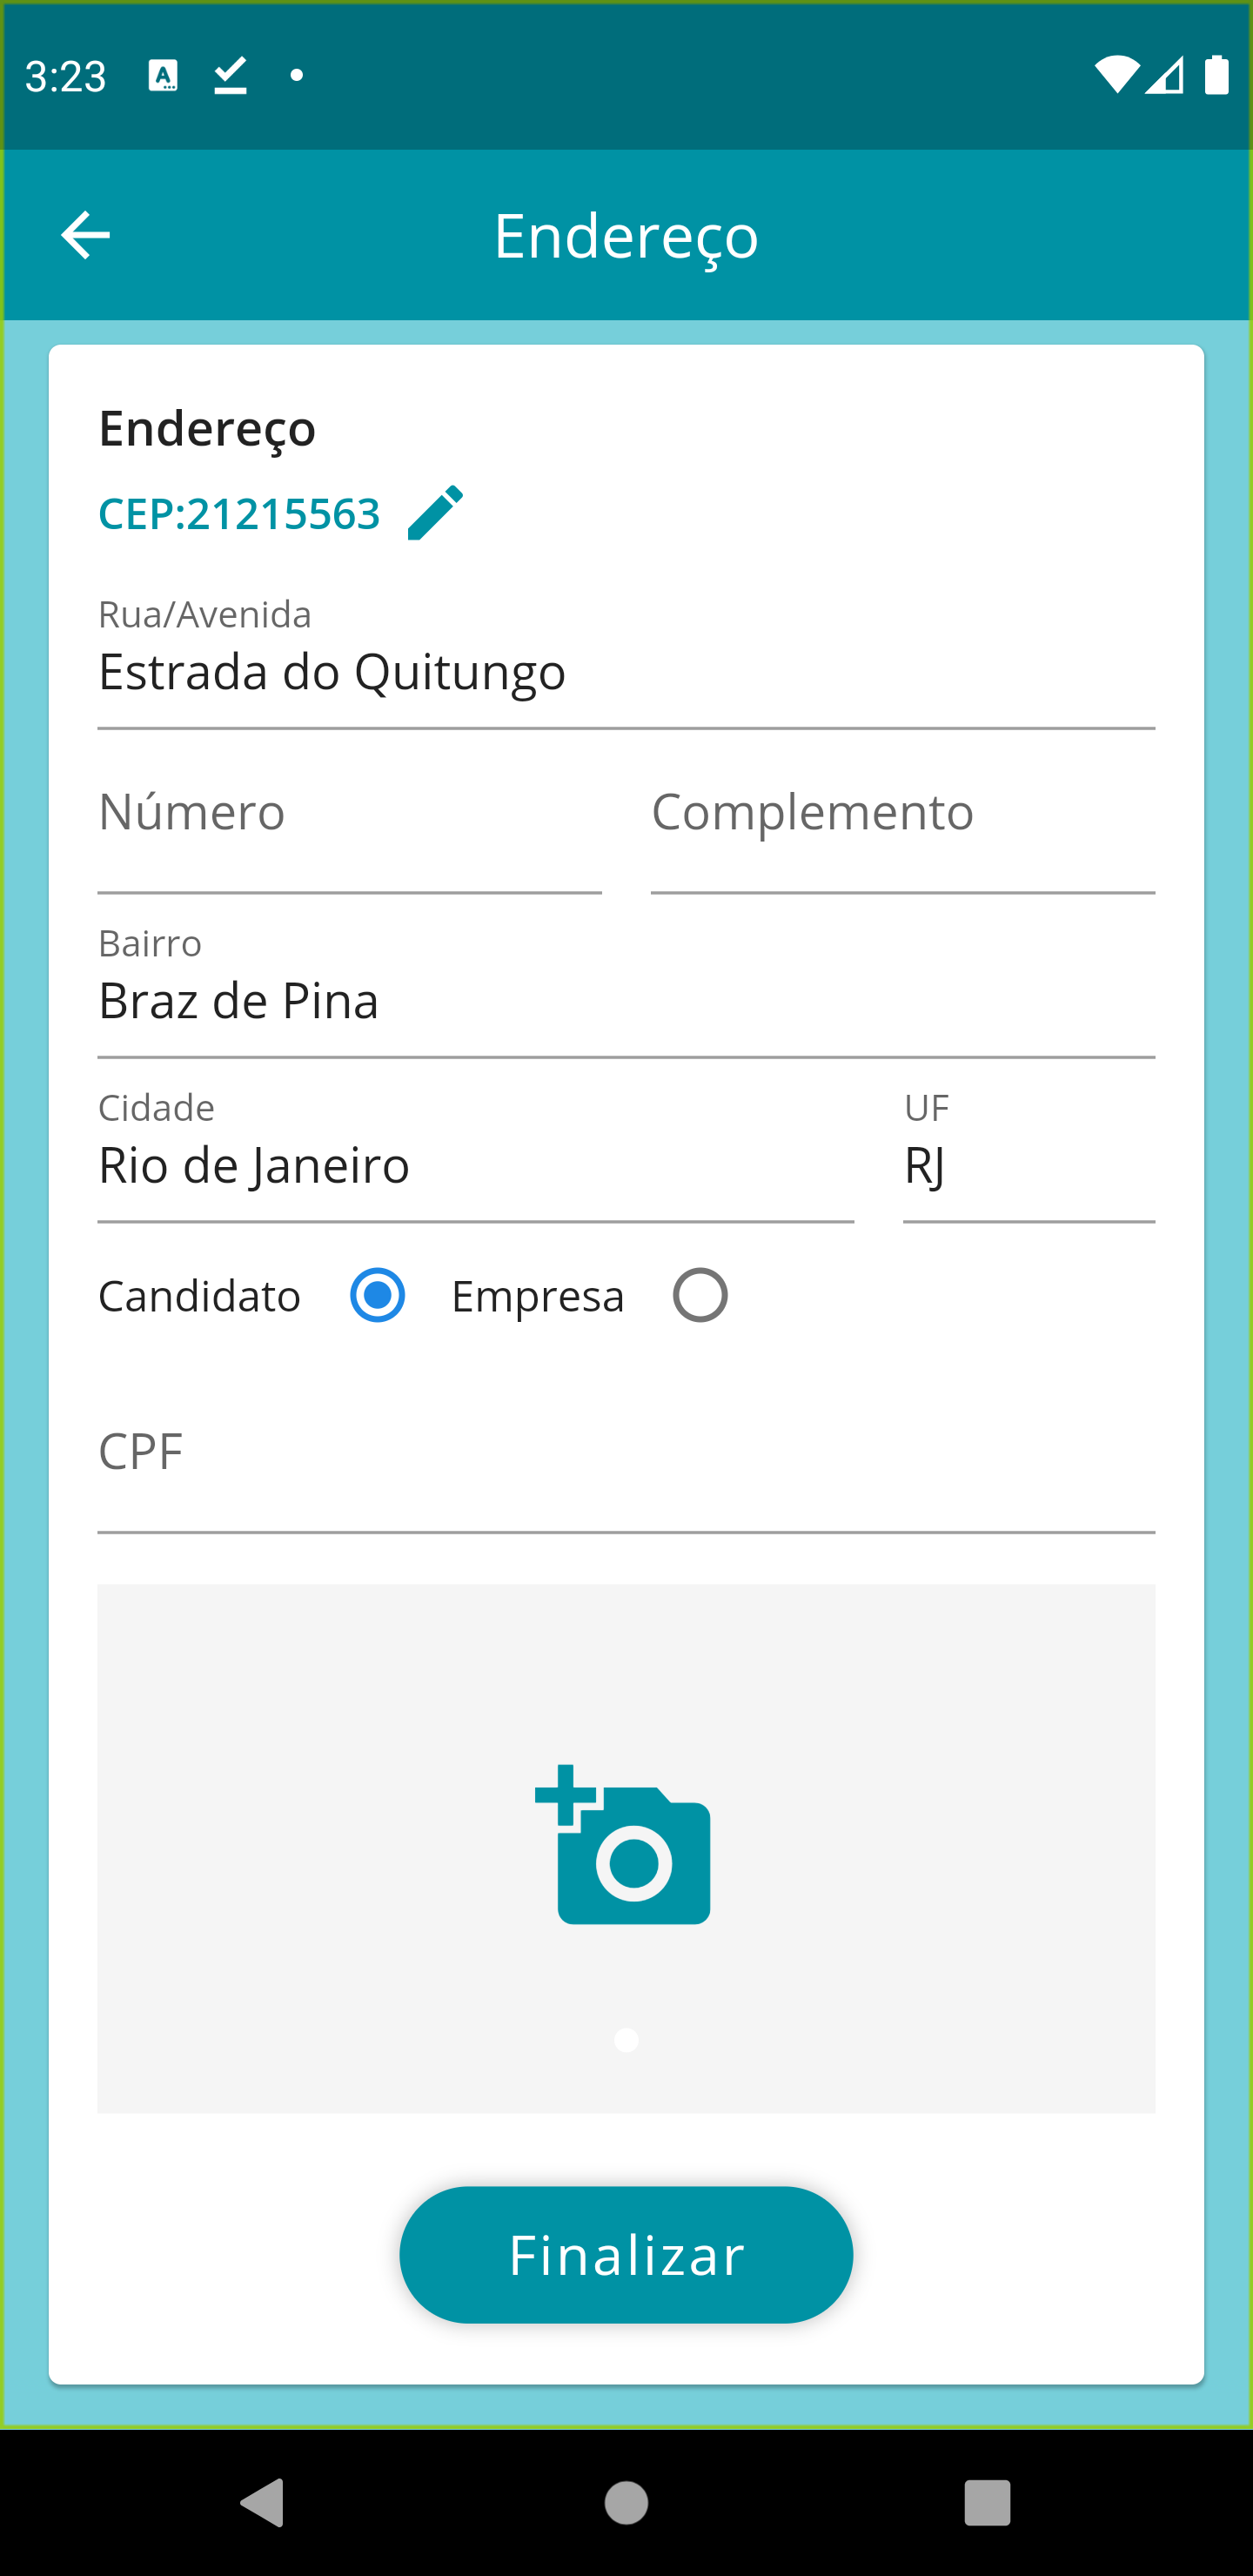 3:23
Endereço
Endereço
CEP:21215563
Rua/Avenida
Estrada do Quitungo
Número Complemento
Bairro
Braz de Pina
Cidade UF
Rio de Janeiro RJ
Candidato Empresa
CPF
Finalizar